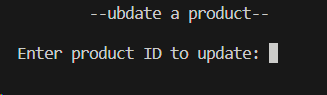 --ubdate a product--
Enter product ID to update: